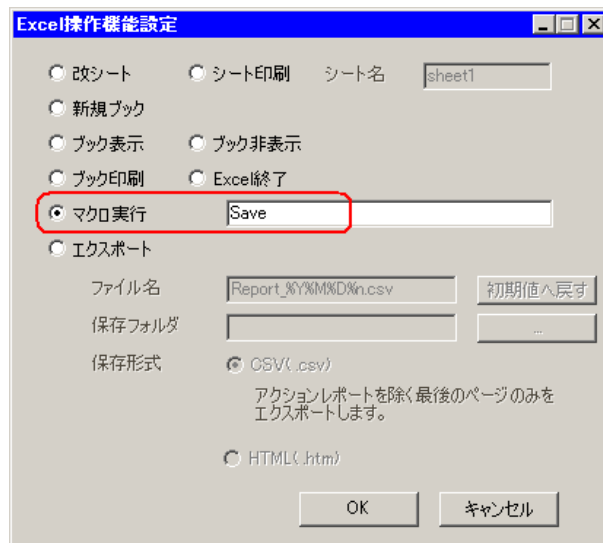 Excel操作機能設定
改シート シート印刷 シート名 sheet1
新規ブック
ブック表示 ブック非表示
ブック印刷 Excel終了
マクロ実行 Save
エクスポート
ファイル名 Report_%Y%M%D%n.csv 初期値へ戻す
保存フォルダ ...
保存形式 CSV(.csv)
アクションレポートを除く最後のページのみを
エクスポートします。
HTML(.htm)
OK キャンセル